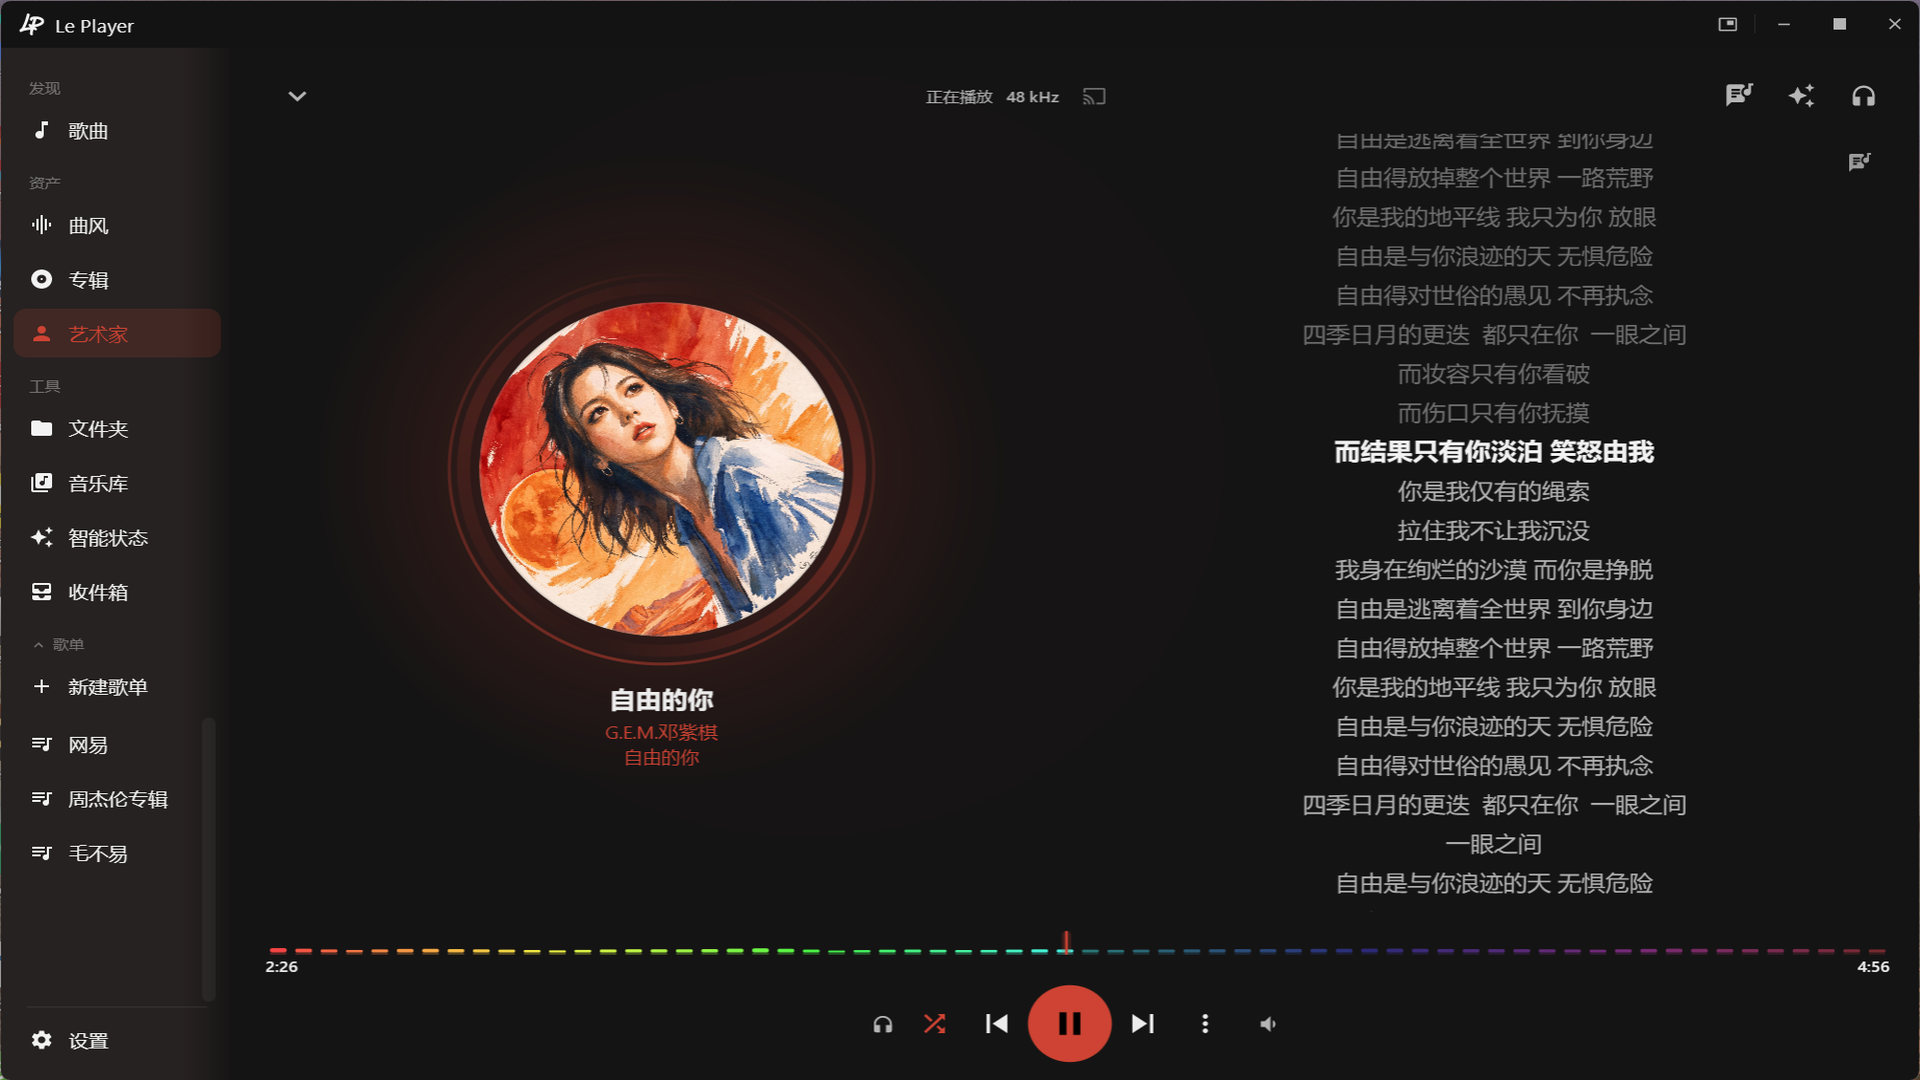 Le Player
发现
歌曲
资产
曲风
专辑
艺术家
工具
文件夹
音乐库
智能状态
收件箱
歌单
新建歌单
网易
周杰伦专辑
毛不易
设置
正在播放 48 kHz
自由的你
G.E.M.邓紫棋
自由的你
自由是逃离着全世界 到你身边
自由得放掉整个世界 一路荒野
你是我的地平线 我只为你 放眼
自由是与你浪迹的天 无惧危险
自由得对世俗的愚见 不再执念
四季日月的更迭 都只在你 一眼之间
而妆容只有你看破
而伤口只有你抚摸
而结果只有你淡泊 笑怒由我
你是我仅有的绳索
拉住我不让我沉没
我身在绚烂的沙漠 而你是挣脱
自由是逃离着全世界 到你身边
自由得放掉整个世界 一路荒野
你是我的地平线 我只为你 放眼
自由是与你浪迹的天 无惧危险
自由得对世俗的愚见 不再执念
四季日月的更迭 都只在你 一眼之间
一眼之间
自由是与你浪迹的天 无惧危险
2:26
4:56